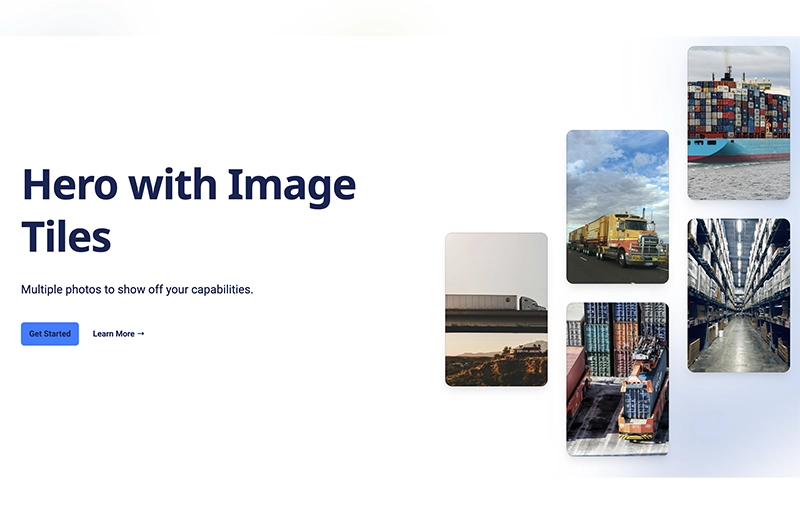 Hero with Image
Tiles
Multiple photos to show off your capabilities.
Get Started
Learn More →